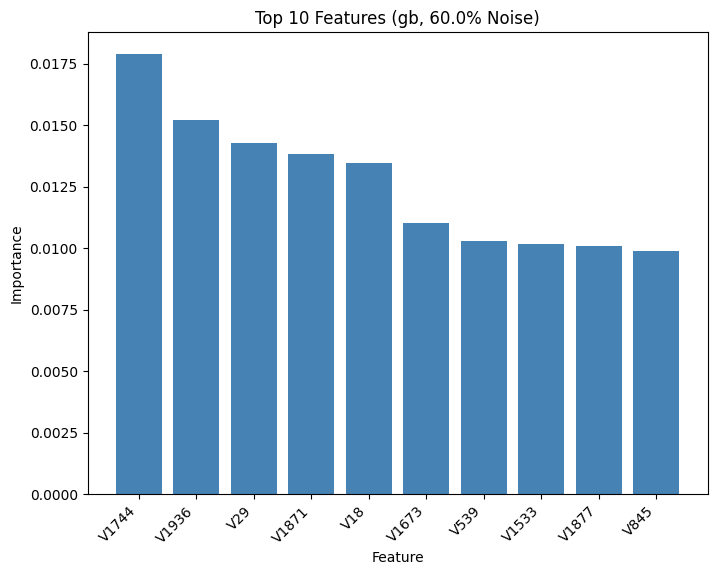 Top 10 Features (gb, 60.0% Noise)
Importance
0.0175
0.0150
0.0125
0.0100
0.0075
0.0050
0.0025
0.0000
V1744
V1936
V29
V1871
V18
V1673
V539
V1533
V1877
V845
Feature